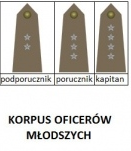 podporucznik porucznik kapitan
KORPUS OFICERÓW
MŁODSZYCH